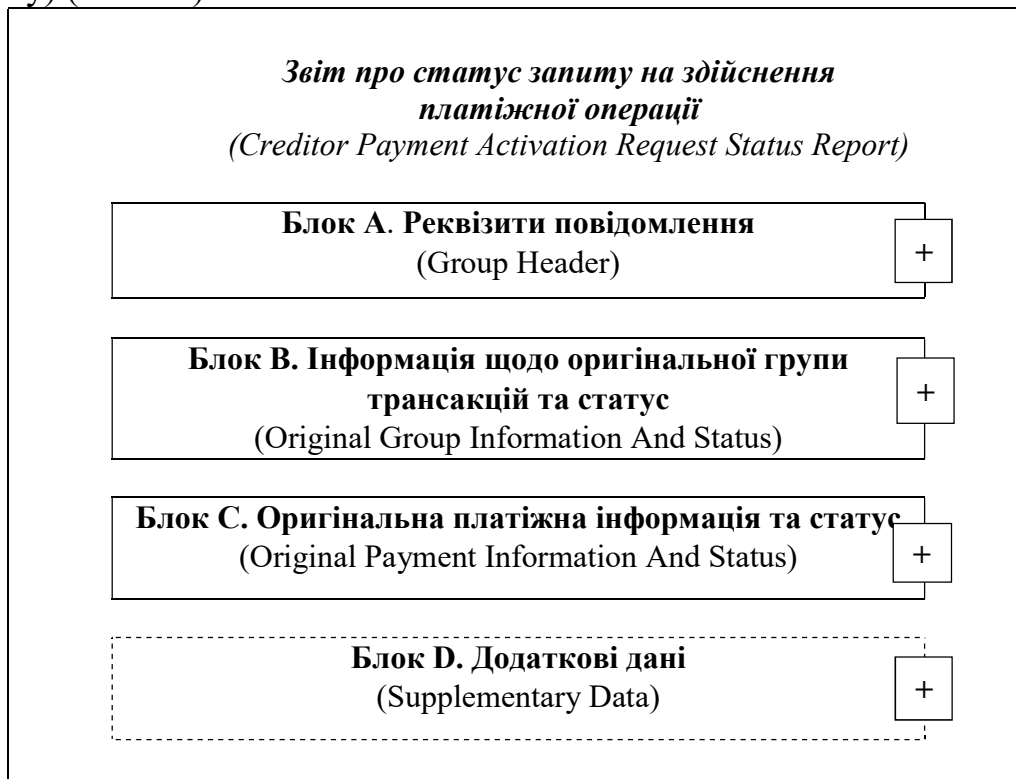 Звіт про статус запиту на здійснення
платіжної операції
(Creditor Payment Activation Request Status Report)
Блок A. Реквізити повідомлення
(Group Header)
+
Блок B. Інформація щодо оригінальної групи
трансакцій та статус
(Original Group Information And Status)
+
Блок C. Оригінальна платіжна інформація та статус
(Original Payment Information And Status)
+
Блок D. Додаткові дані
(Supplementary Data)
+